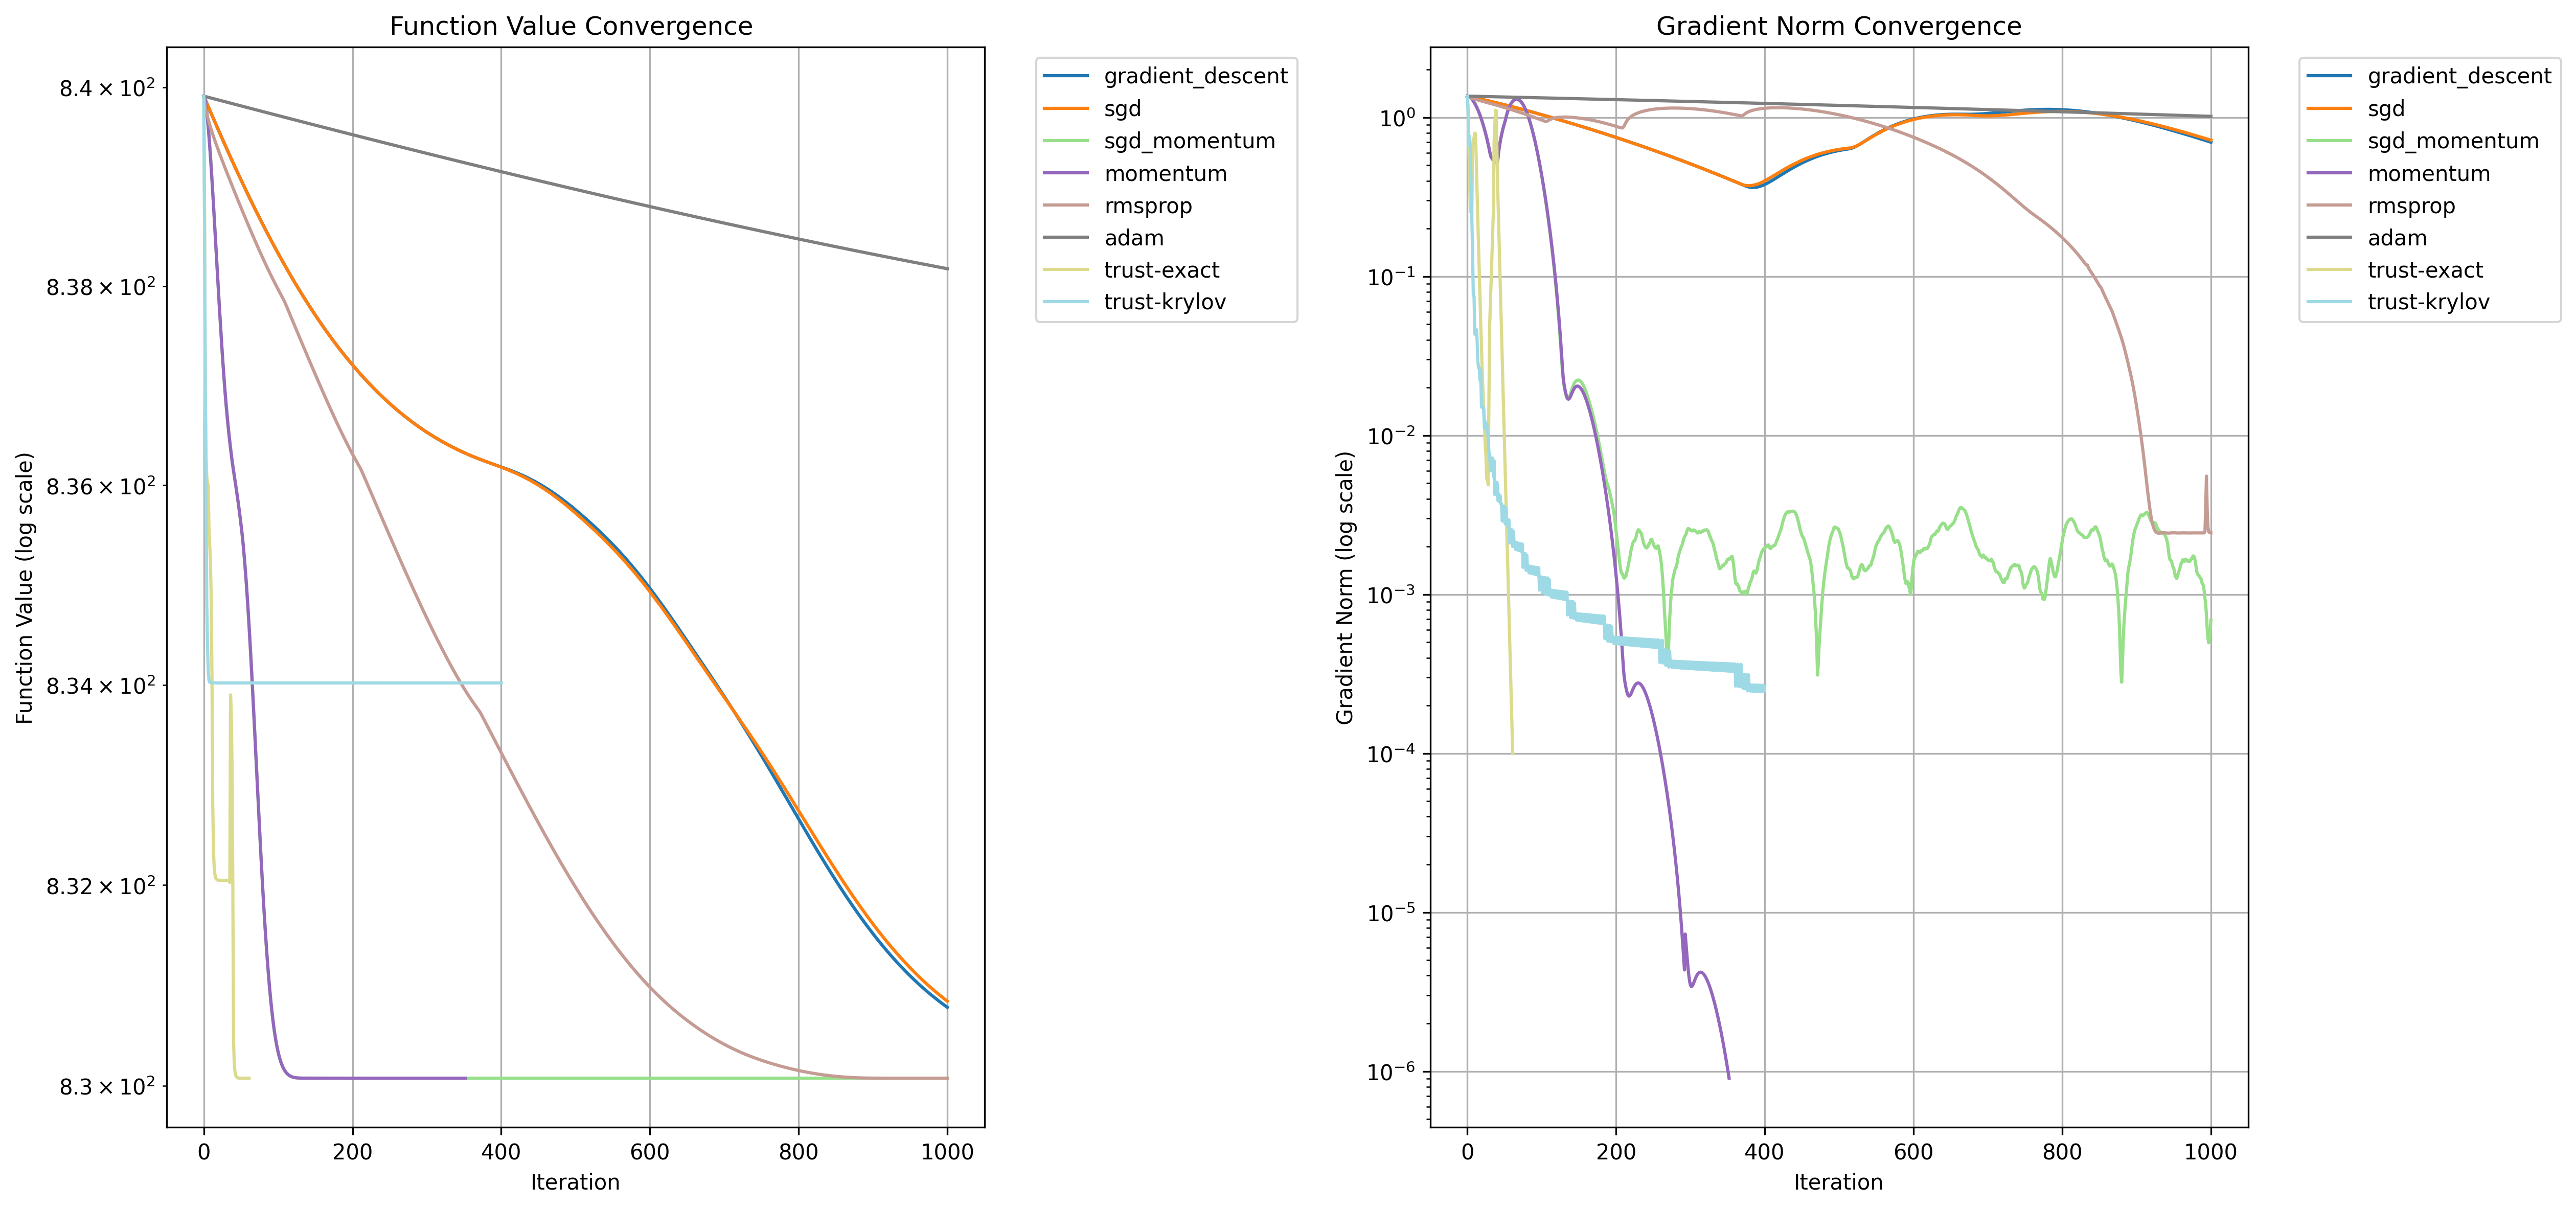 Function Value Convergence
Function Value (log scale)
8.4 × 10²
8.38 × 10²
8.36 × 10²
8.34 × 10²
8.32 × 10²
8.3 × 10²
0 200 400 600 800 1000
Iteration
gradient_descent
sgd
sgd_momentum
momentum
rmsprop
adam
trust-exact
trust-krylov
Gradient Norm Convergence
Gradient Norm (log scale)
10⁰
10⁻¹
10⁻²
10⁻³
10⁻⁴
10⁻⁵
10⁻⁶
0 200 400 600 800 1000
Iteration
gradient_descent
sgd
sgd_momentum
momentum
rmsprop
adam
trust-exact
trust-krylov